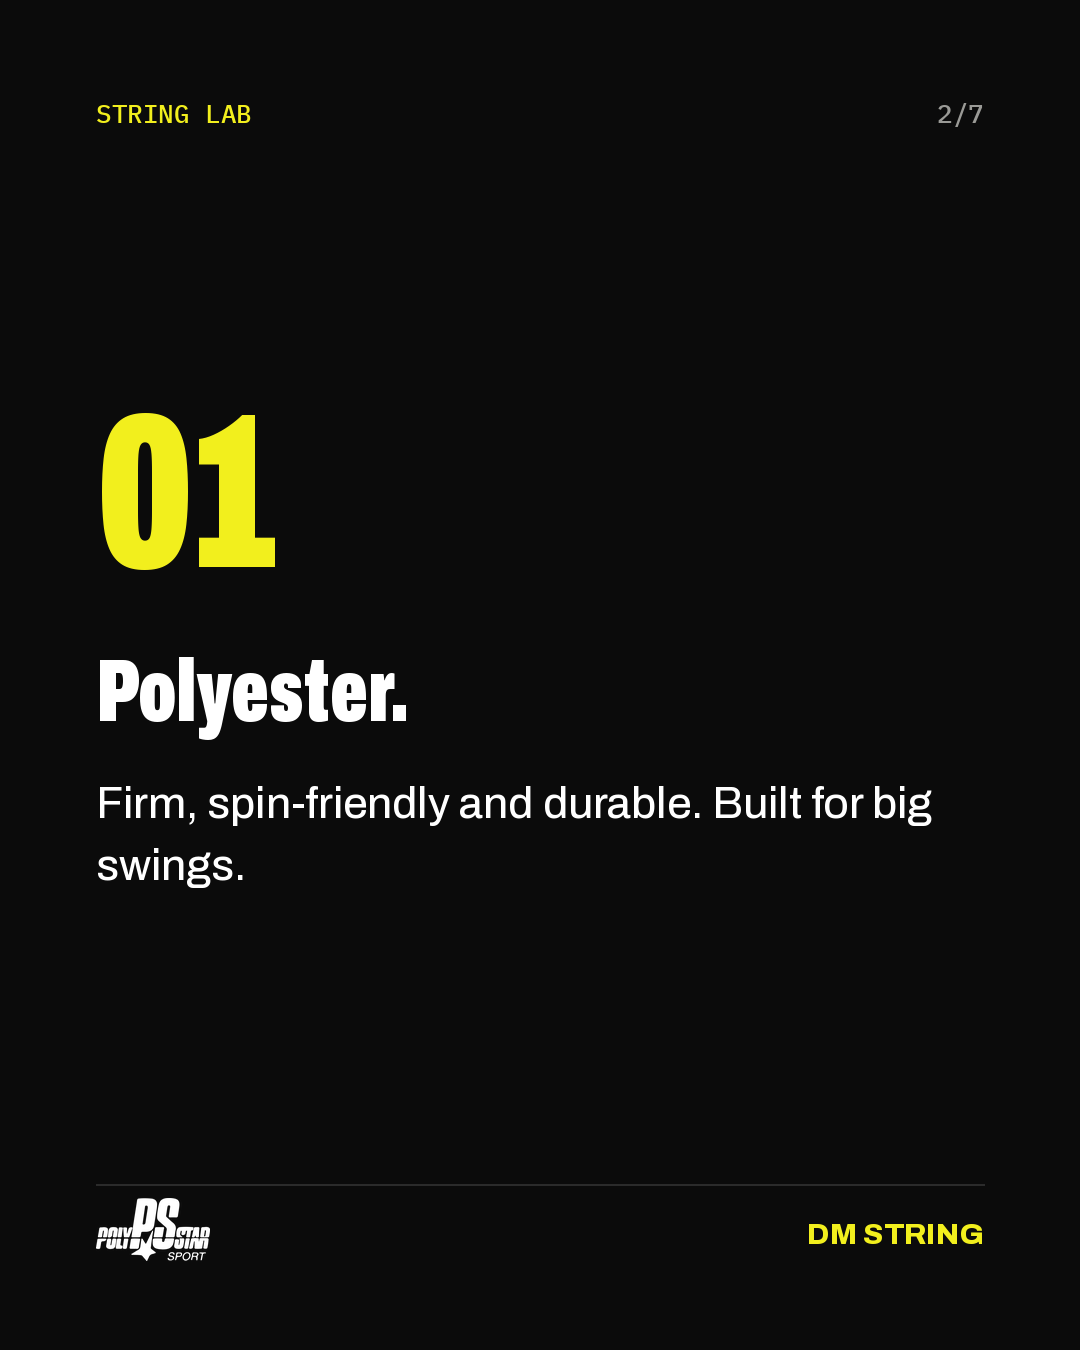 STRING LAB
2/7
01
Polyester.
Firm, spin-friendly and durable. Built for big
swings.
POLY PS STAR
SPORT
DM STRING